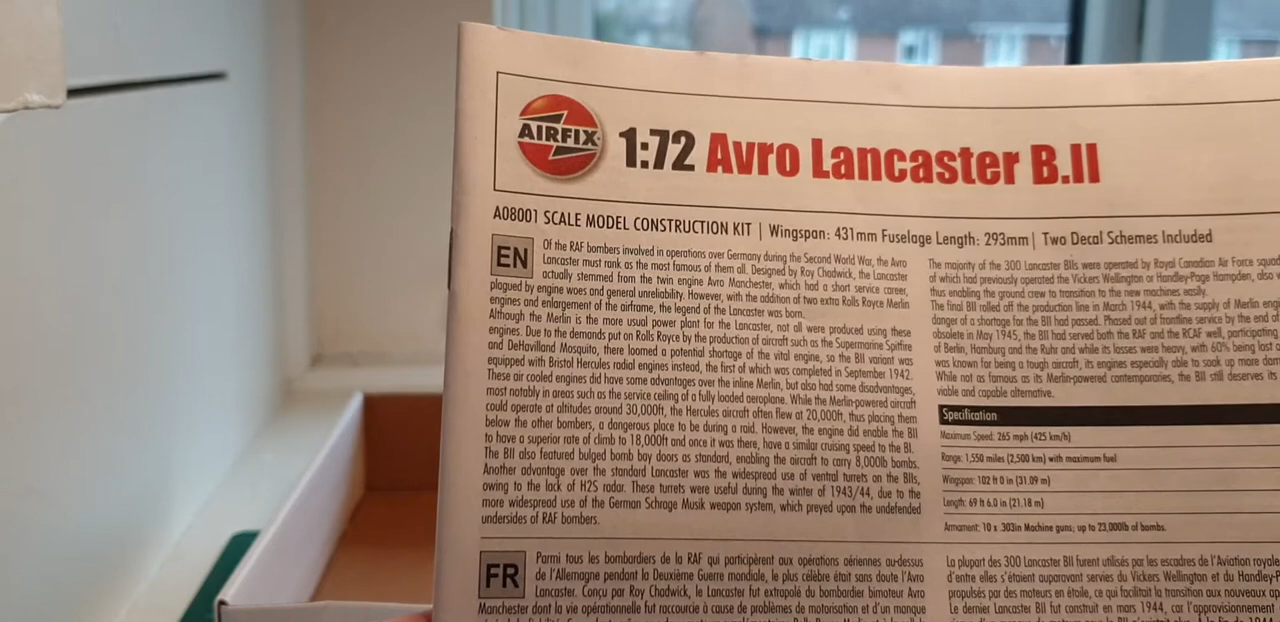 AIRFIX
1:72 Avro Lancaster B.II
A08001 SCALE MODEL CONSTRUCTION KIT | Wingspan: 431mm Fuselage Length: 293mm | Two Decal Schemes Included
EN
Of the RAF bombers involved in operations over Germany during the Second World War, the Avro
Lancaster must rank as the most famous of them all. Designed by Roy Chadwick, the Lancaster
actually stemmed from the twin engine Avro Manchester, which had a short service career,
plagued by engine woes and general unreliability. However, with the addition of two extra Rolls Royce Merlin
engines and enlargement of the airframe, the legend of the Lancaster was born.
Although the Merlin is the more usual power plant for the Lancaster, not all were produced using these
engines. Due to the demands put on Rolls Royce by the production of aircraft such as the Supermarine Spitfire
and DeHavilland Mosquito, there loomed a potential shortage of the vital engine, so the BII variant was
equipped with Bristol Hercules radial engines instead, the first of which was completed in September 1942.
These air cooled engines did have some advantages over the inline Merlin, but also had some disadvantages,
most notably in areas such as the service ceiling of a fully loaded aeroplane. While the Merlin-powered aircraft
could operate at altitudes around 30,000ft, the Hercules aircraft often flew at 20,000ft, thus placing them
below the other bombers, a dangerous place to be during a raid. However, the engine did enable the BII
to have a superior rate of climb to 18,000ft and once it was there, have a similar cruising speed to the BI.
The BII also featured bulged bomb bay doors as standard, enabling the aircraft to carry 8,000lb bombs.
Another advantage over the standard Lancaster was the widespread use of ventral turrets on the BIIs,
owing to the lack of H2S radar. These turrets were useful during the winter of 1943/44, due to the
more widespread use of the German Schrage Musik weapon system, which preyed upon the undefended
undersides of RAF bombers.
The majority of the 300 Lancaster BIIs were operated by Royal Canadian Air Force squad
of which had previously operated the Vickers Wellington or Handley-Page Hampden, also
thus enabling the ground crew to transition to the new machines easily.
The final BII rolled off the production line in March 1944, with the supply of Merlin engi
danger of a shortage for the BII had passed. Phased out of frontline service by the end of
obsolete in May 1945, the BII had served both the RAF and the RCAF well, participating
of Berlin, Hamburg and the Ruhr and while its losses were heavy, with 60% being lost
was known for being a tough aircraft, its engines especially able to soak up more dam
While not as famous as its Merlin-powered contemporaries, the BII still deserves its
viable and capable alternative.
Specification
Maximum Speed: 265 mph (425 km/h)
Range: 1,550 miles (2,500 km) with maximum fuel
Wingspan: 102 ft 0 in (31.09 m)
Length: 69 ft 6.0 in (21.18 m)
Armament: 10 x .303in Machine guns; up to 23,000lb of bombs.
FR
Parmi tous les bombardiers de la RAF qui participèrent aux opérations aériennes au-dessus
de l'Allemagne pendant la Deuxième Guerre mondiale, le plus célèbre était sans doute l'Avro
Lancaster. Conçu par Roy Chadwick, le Lancaster fut extrapolé du bombardier bimoteur Avro
Manchester dont la vie opérationnelle fut raccourcie à cause de problèmes de motorisation et d'un manque
La plupart des 300 Lancaster BII furent utilisés par les escadres de l'Aviation royale
d'entre elles s'étaient auparavant servies du Vickers Wellington et du Handley-P
propulsés par des moteurs en étoile, ce qui facilitait la transition aux nouveaux ap
Le dernier Lancaster BII fut construit en mars 1944, car l'approvisionnement